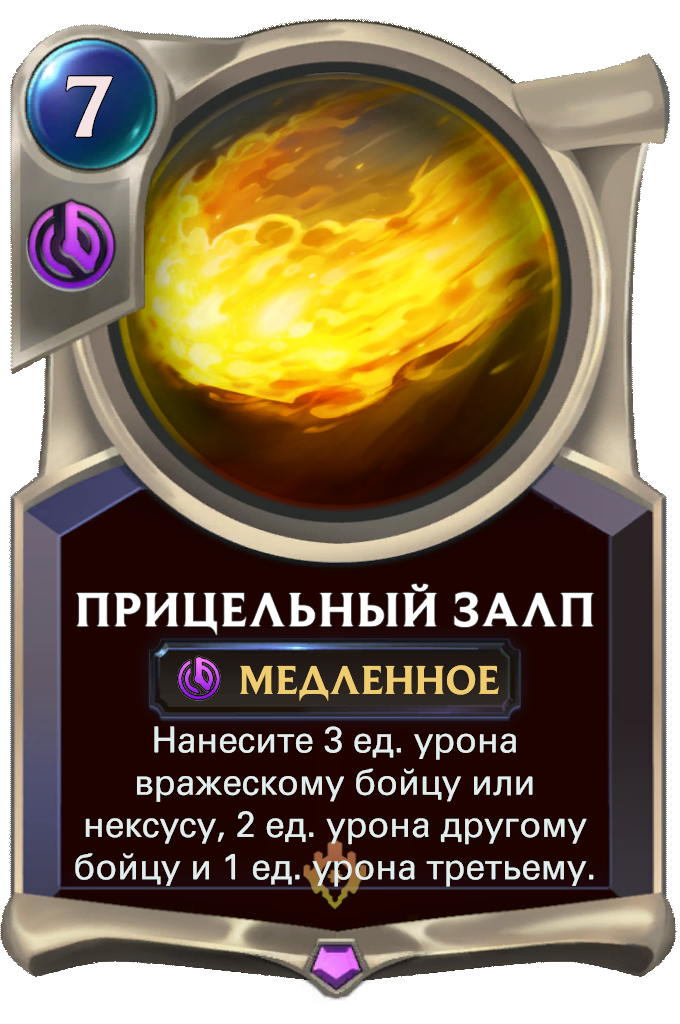 7
ПРИЦЕЛЬНЫЙ ЗАЛП
МЕДЛЕННОЕ
Нанесите 3 ед. урона
вражескому бойцу или
нексусу, 2 ед. урона другому
бойцу и 1 ед. урона третьему.